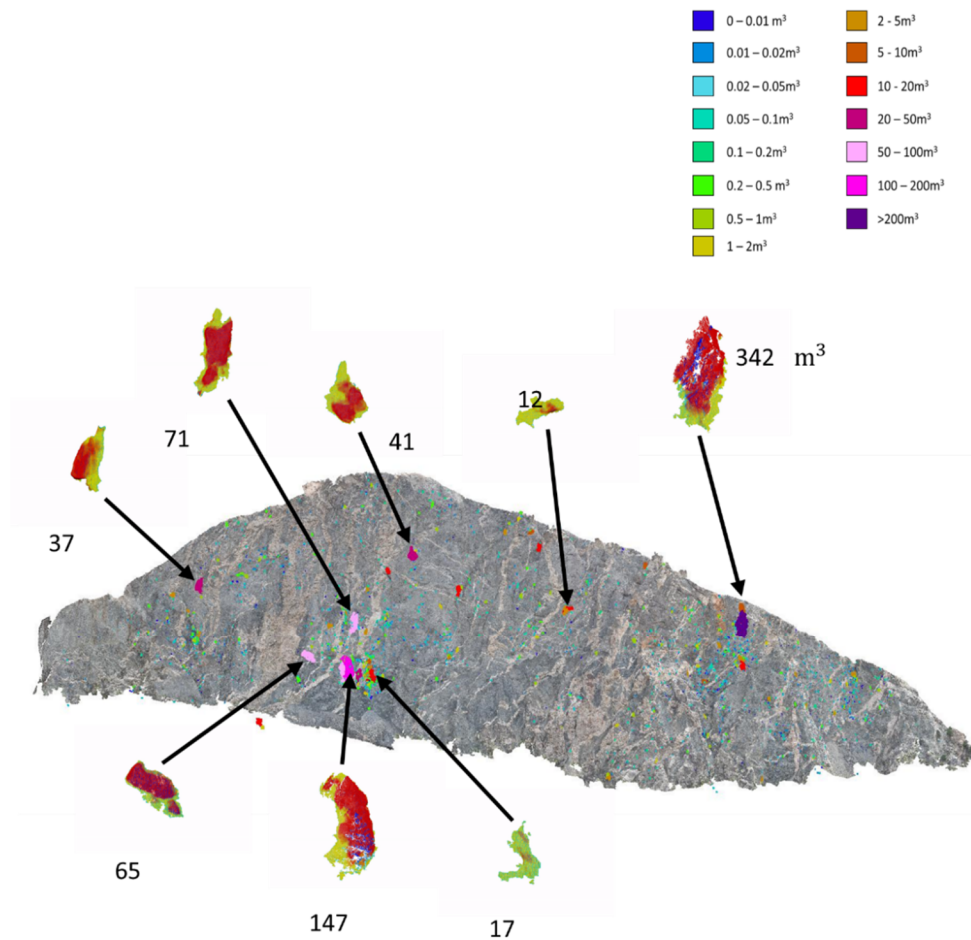 0 – 0.01 m³ 2 - 5m³
0.01 – 0.02m³ 5 - 10m³
0.02 – 0.05m³ 10 - 20m³
0.05 – 0.1m³ 20 – 50m³
0.1 – 0.2m³ 50 – 100m³
0.2 – 0.5 m³ 100 – 200m³
0.5 – 1m³ >200m³
1 – 2m³
342 m³
12
71
41
37
65
147
17